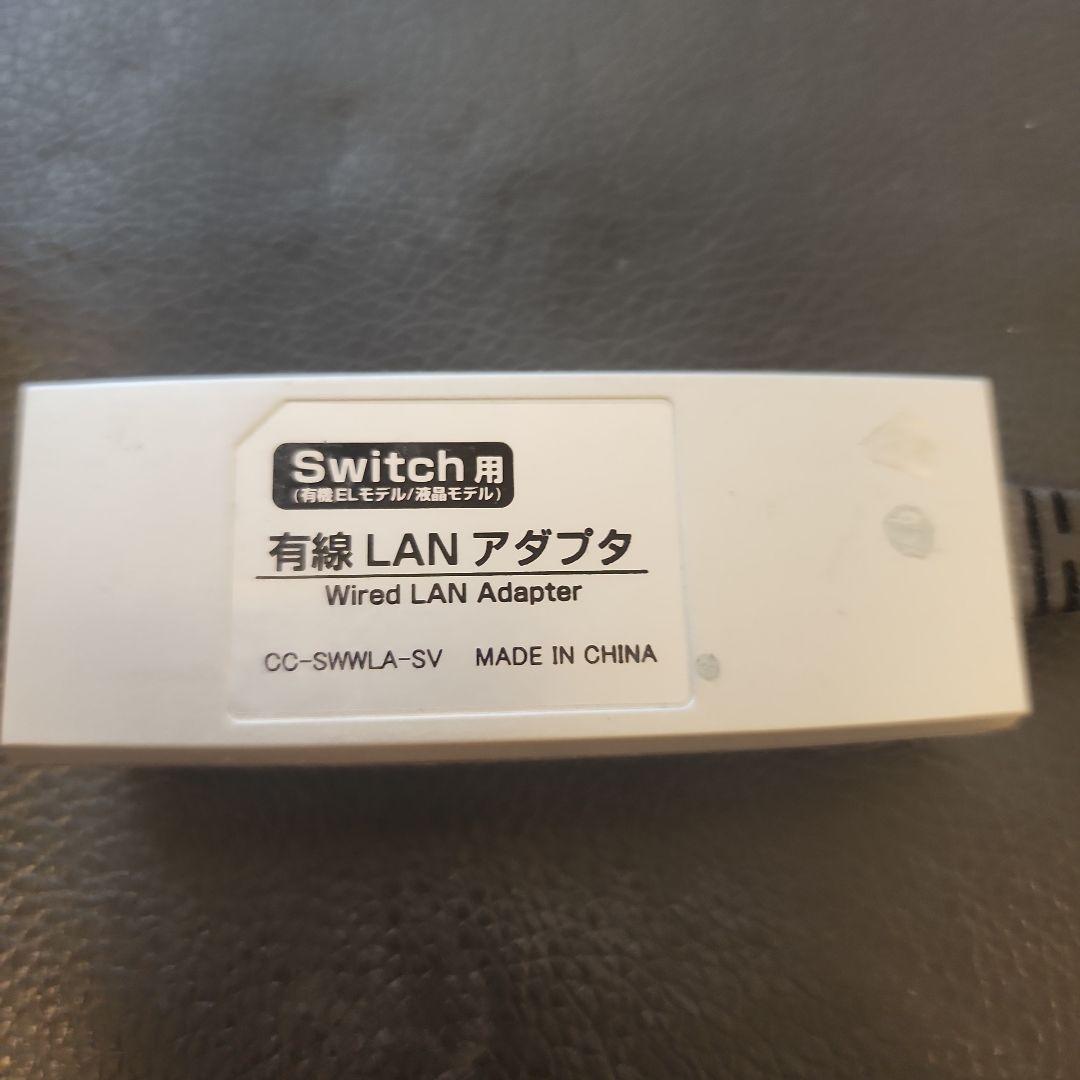 Switch用
(有機ELモデル/液晶モデル)
有線 LAN アダプタ
Wired LAN Adapter
CC-SWWLA-SV MADE IN CHINA